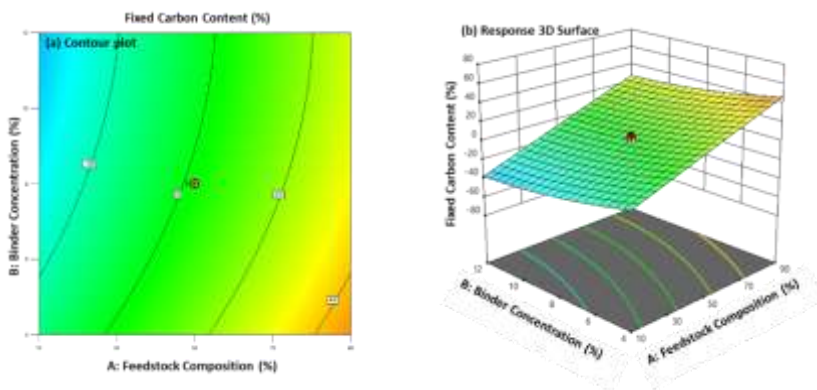 Fixed Carbon Content (%)
(a) Contour plot
B: Binder Concentration (%)
A: Feedstock Composition (%)
(b) Response 3D Surface
Fixed Carbon Content (%)
80
60
40
20
0
-20
-40
-60
-80
12
10
8
6
4
10
30
50
70
90
B: Binder Concentration (%)
A: Feedstock Composition (%)